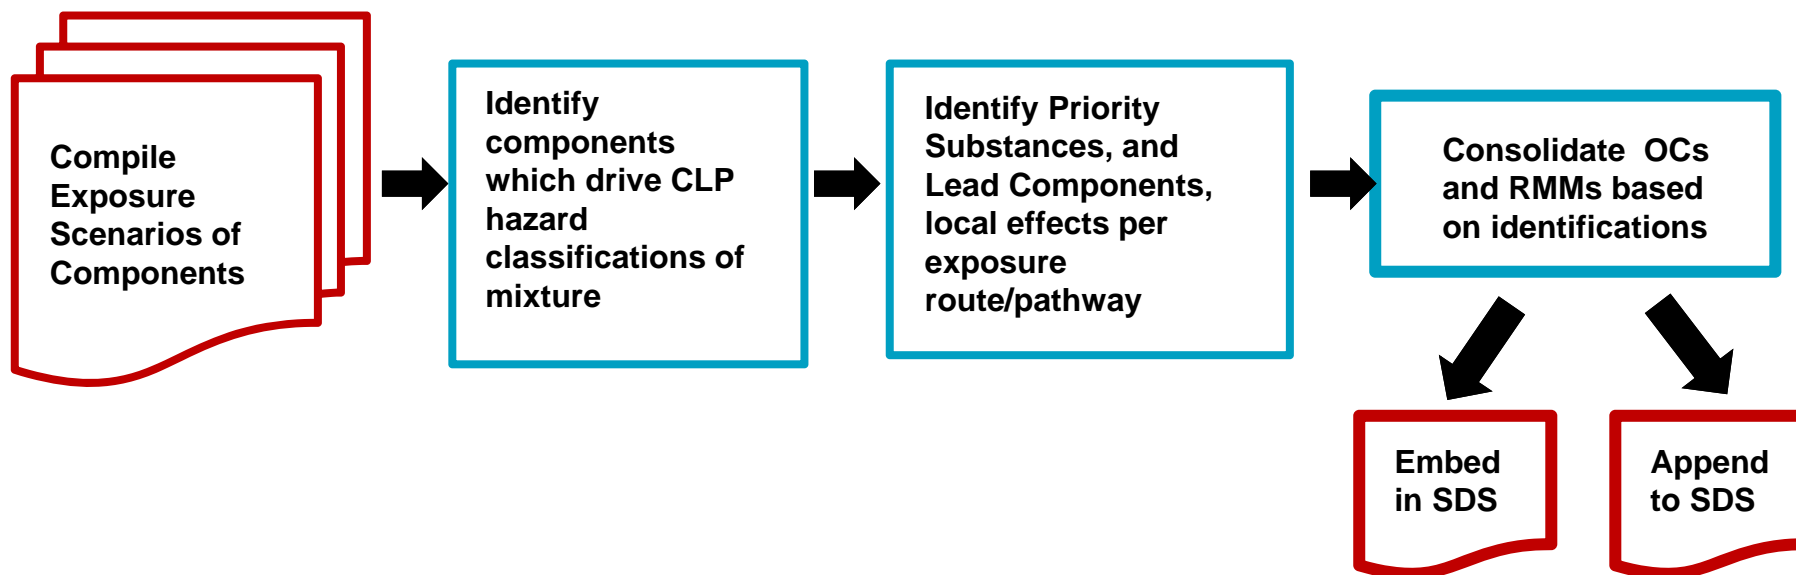 Compile
Exposure
Scenarios of
Components
Identify
components
which drive CLP
hazard
classifications of
mixture
Identify Priority
Substances, and
Lead Components,
local effects per
exposure
route/pathway
Consolidate  OCs
and RMMs based
on identifications
Embed
in SDS
Append
to SDS